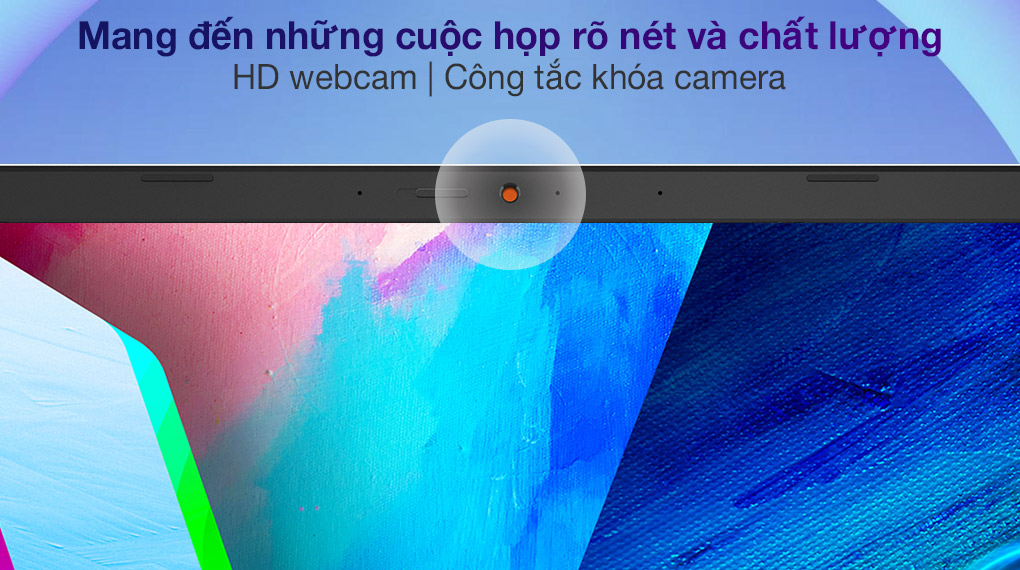 Mang đến những cuộc họp rõ nét và chất lượng
HD webcam | Công tắc khóa camera